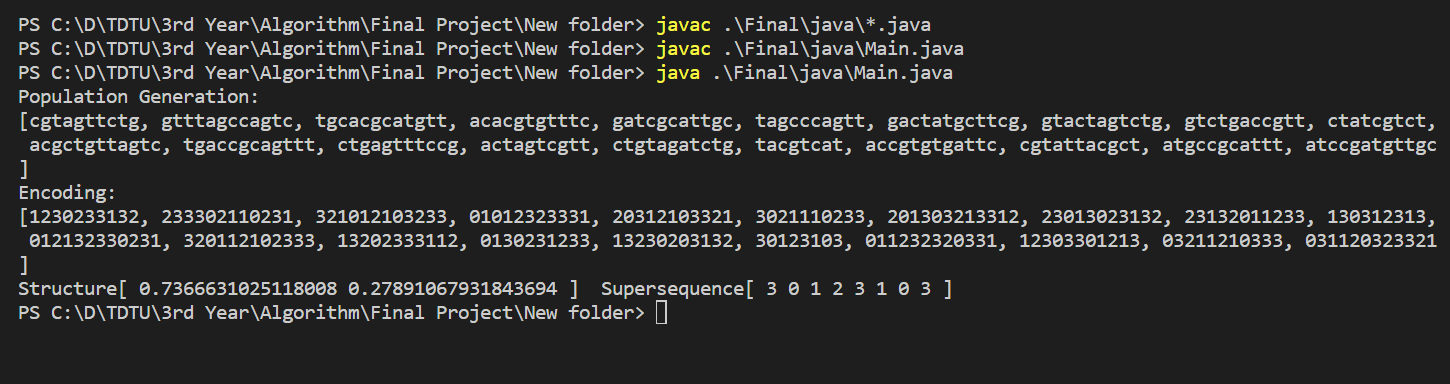 PS C:\D\TDTU\3rd Year\Algorithm\Final Project\New folder> javac .\Final\java\*.java
PS C:\D\TDTU\3rd Year\Algorithm\Final Project\New folder> javac .\Final\java\Main.java
PS C:\D\TDTU\3rd Year\Algorithm\Final Project\New folder> java .\Final\java\Main.java
Population Generation:
[cgtagttctg, gtttagccagtc, tgcacgcatgtt, acacgtgtttc, gatcgcattgc, tagcccagtt, gactatgcttcg, gtactagtctg, gtctgaccgtt, ctatcgtct,
acgctgttagtc, tgaccgcagttt, ctgagtttccg, actagtcgtt, ctgtagatctg, tacgtcat, accgtgtgattc, cgtattacgct, atgccgcattt, atccgatgttgc
]
Encoding:
[1230233132, 233302110231, 321012103233, 01012323331, 20312103321, 3021110233, 201303213312, 23013023132, 23132011233, 130312313,
012132330231, 320112102333, 13202333112, 0130231233, 13230203132, 30123103, 011232320331, 12303301213, 03211210333, 031120323321
]
Structure[ 0.7366631025118008 0.27891067931843694 ]  Supersequence[ 3 0 1 2 3 1 0 3 ]
PS C:\D\TDTU\3rd Year\Algorithm\Final Project\New folder>